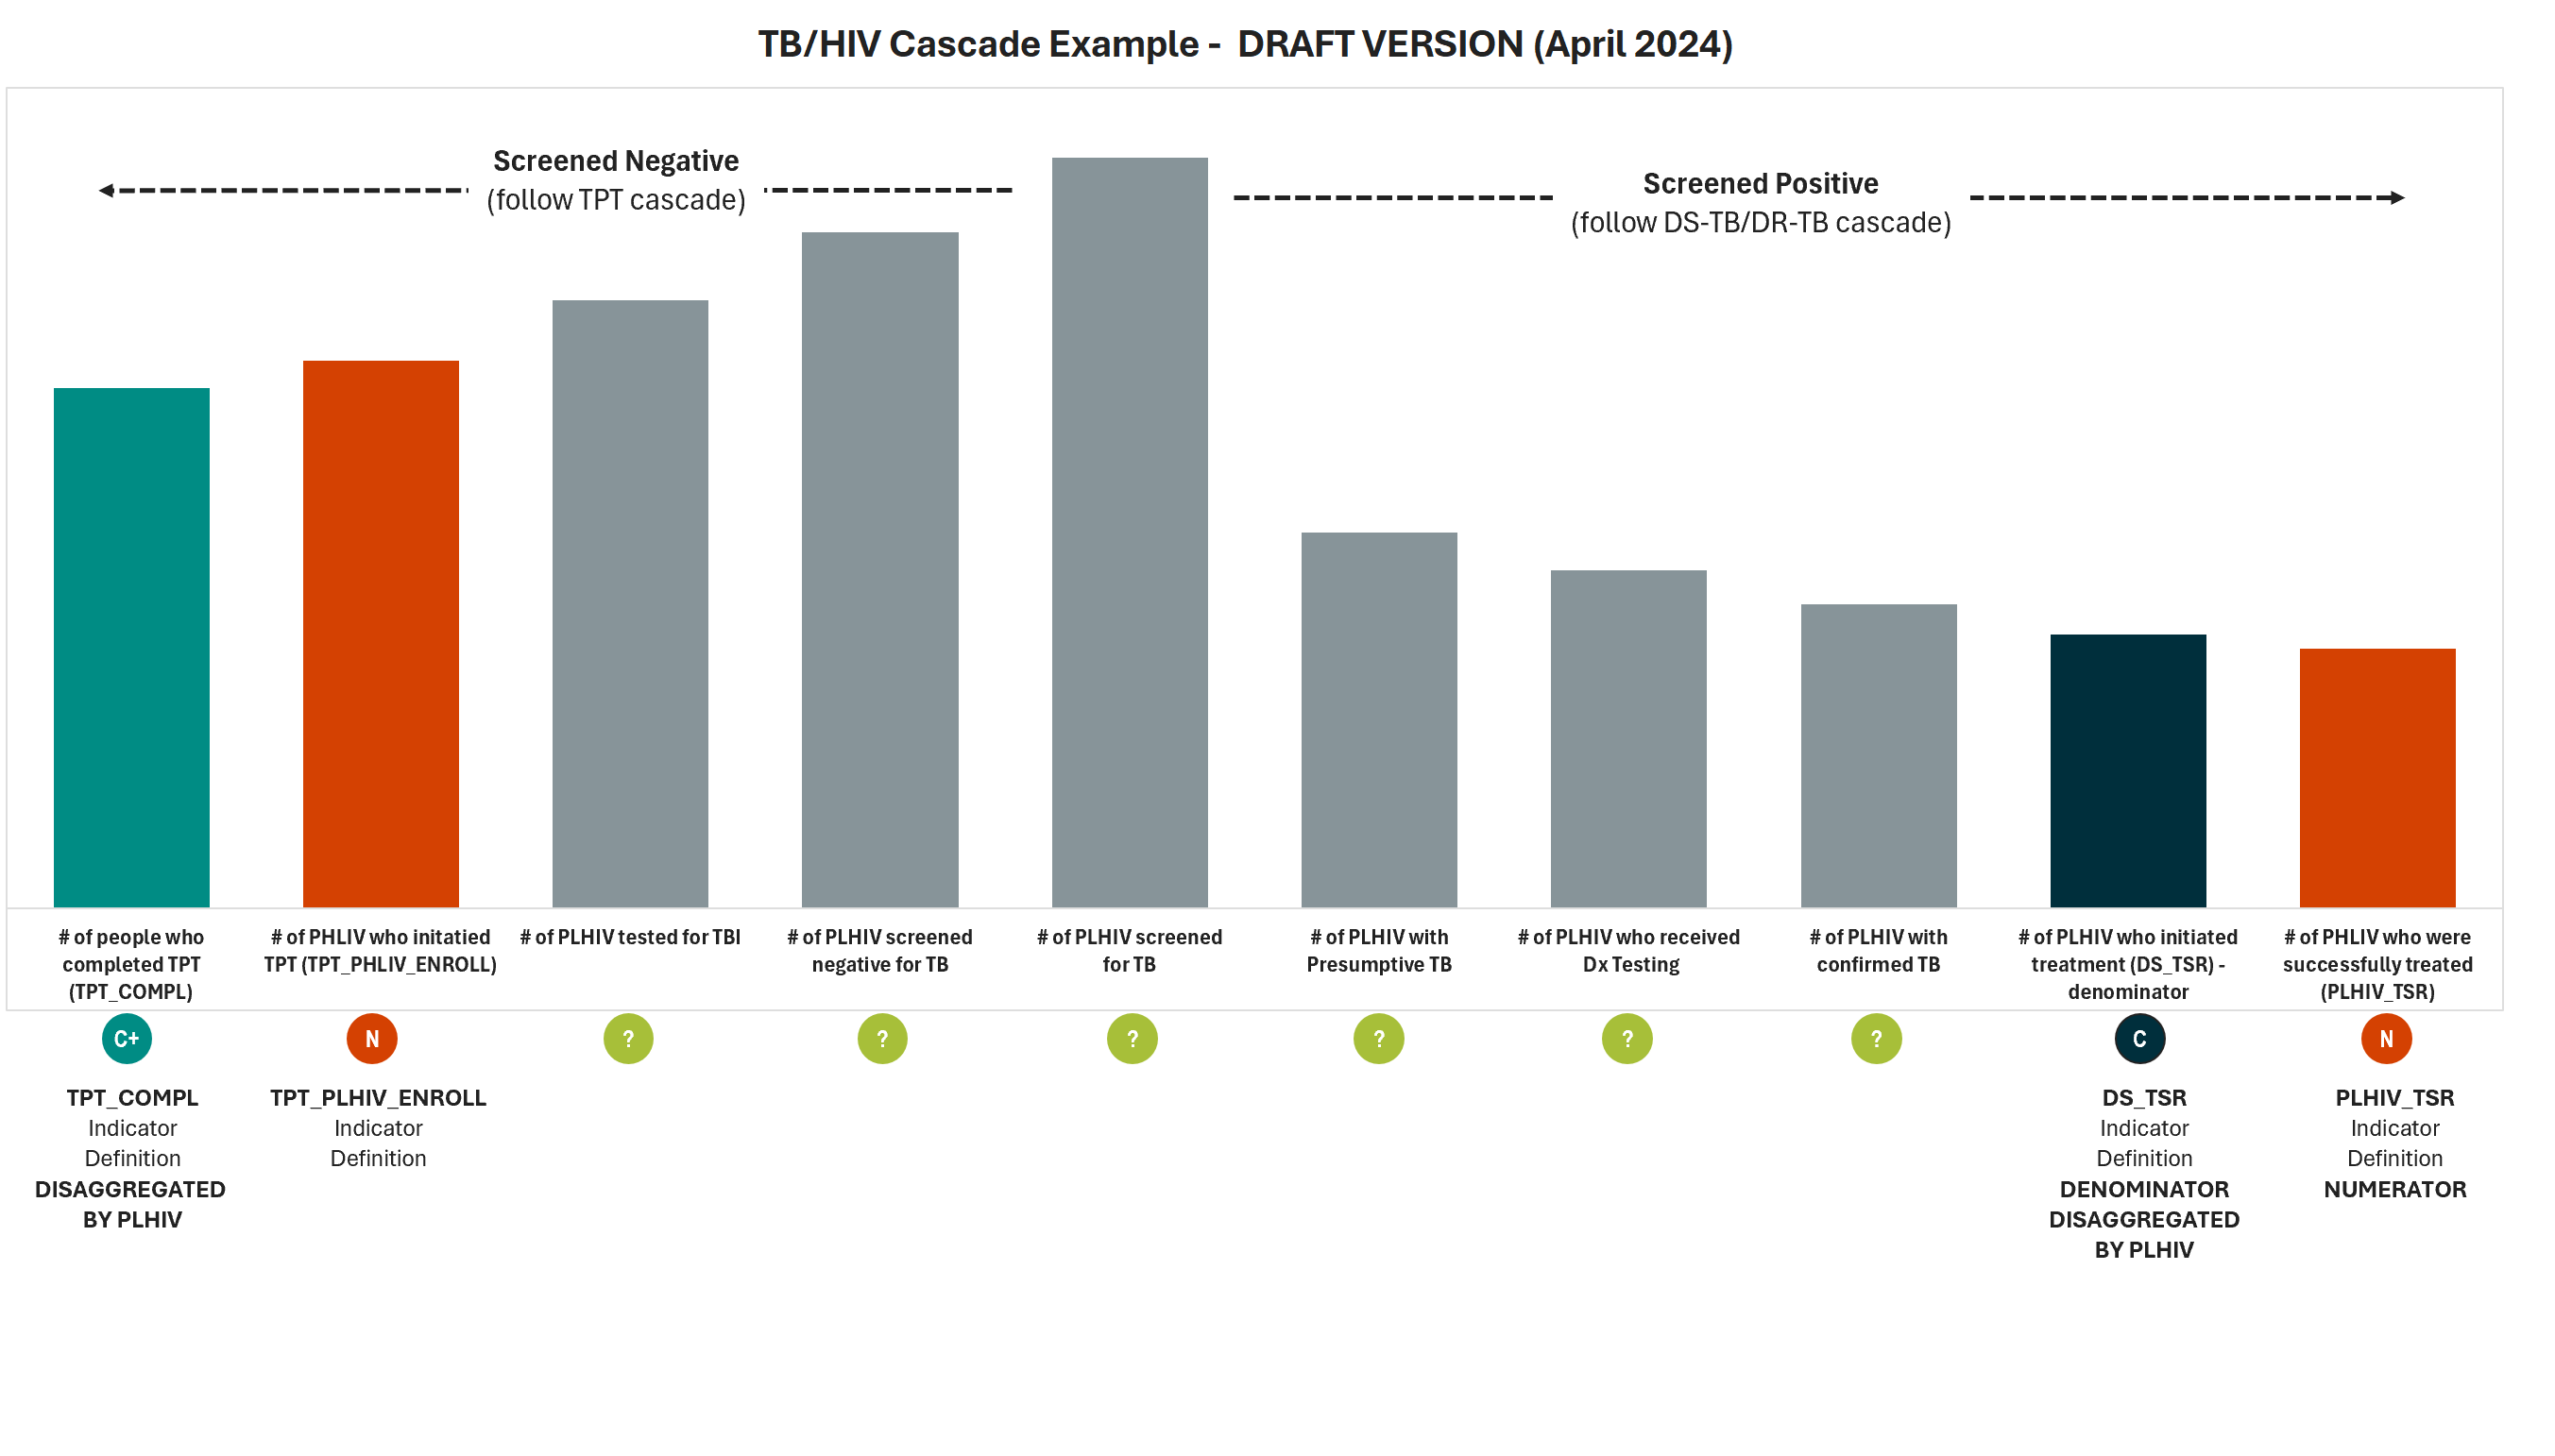 TB/HIV Cascade Example - DRAFT VERSION (April 2024)
Screened Negative
(follow TPT cascade)
Screened Positive
(follow DS-TB/DR-TB cascade)
# of people who
completed TPT
(TPT_COMPL)
# of PHLIV who initatied
TPT (TPT_PHLIV_ENROLL)
# of PLHIV tested for TBI
# of PLHIV screened
negative for TB
# of PLHIV screened
for TB
# of PLHIV with
Presumptive TB
# of PLHIV who received
Dx Testing
# of PLHIV with
confirmed TB
# of PLHIV who initiated
treatment (DS_TSR) -
denominator
# of PHLIV who were
successfully treated
(PLHIV_TSR)
C+
N
?
?
?
?
?
?
C
N
TPT_COMPL
Indicator
Definition
DISAGGREGATED
BY PLHIV
TPT_PLHIV_ENROLL
Indicator
Definition
DS_TSR
Indicator
Definition
DENOMINATOR
DISAGGREGATED
BY PLHIV
PLHIV_TSR
Indicator
Definition
NUMERATOR